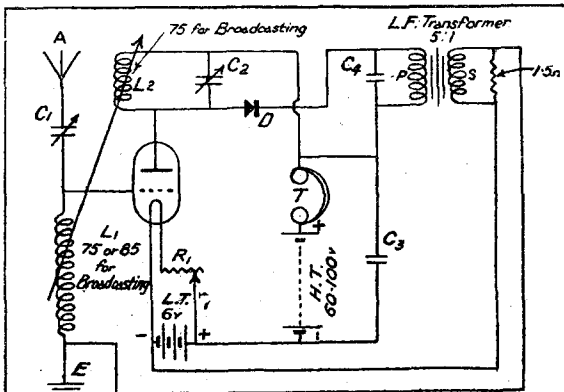 A
75 for Broadcasting
L2
C2
D
C4
L.F. Transformer
5:1
P
S
1·5n
C1
L1
75 or 85
for
Broadcasting
R1
L.T.
6v
-
+
T
+
H.T.
60-100v
-
C3
E